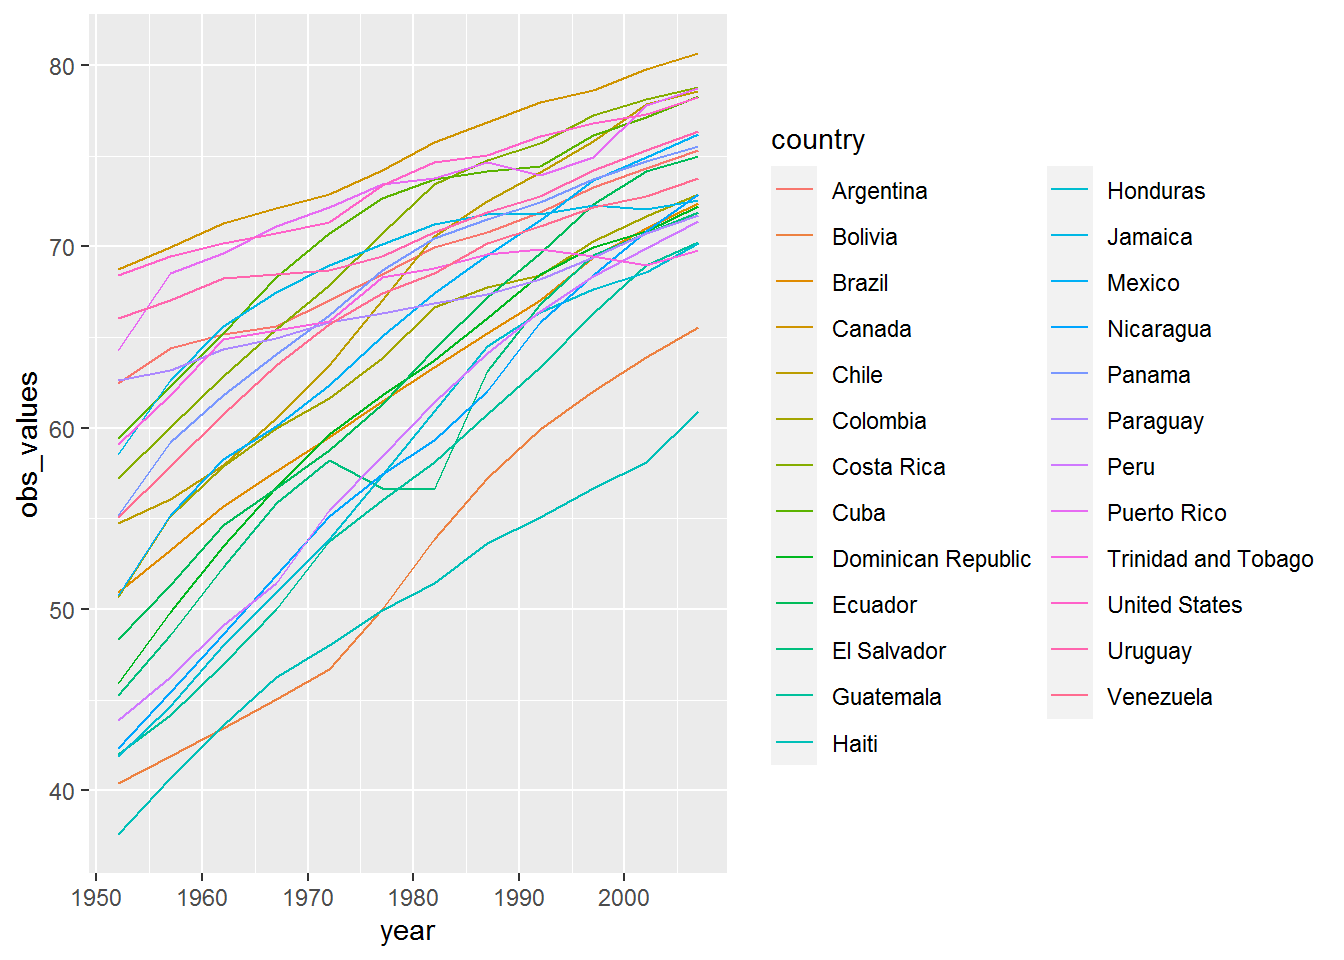 80
70
60
50
40
obs_values
1950 1960 1970 1980 1990 2000
year
country
Argentina
Bolivia
Brazil
Canada
Chile
Colombia
Costa Rica
Cuba
Dominican Republic
Ecuador
El Salvador
Guatemala
Haiti
Honduras
Jamaica
Mexico
Nicaragua
Panama
Paraguay
Peru
Puerto Rico
Trinidad and Tobago
United States
Uruguay
Venezuela